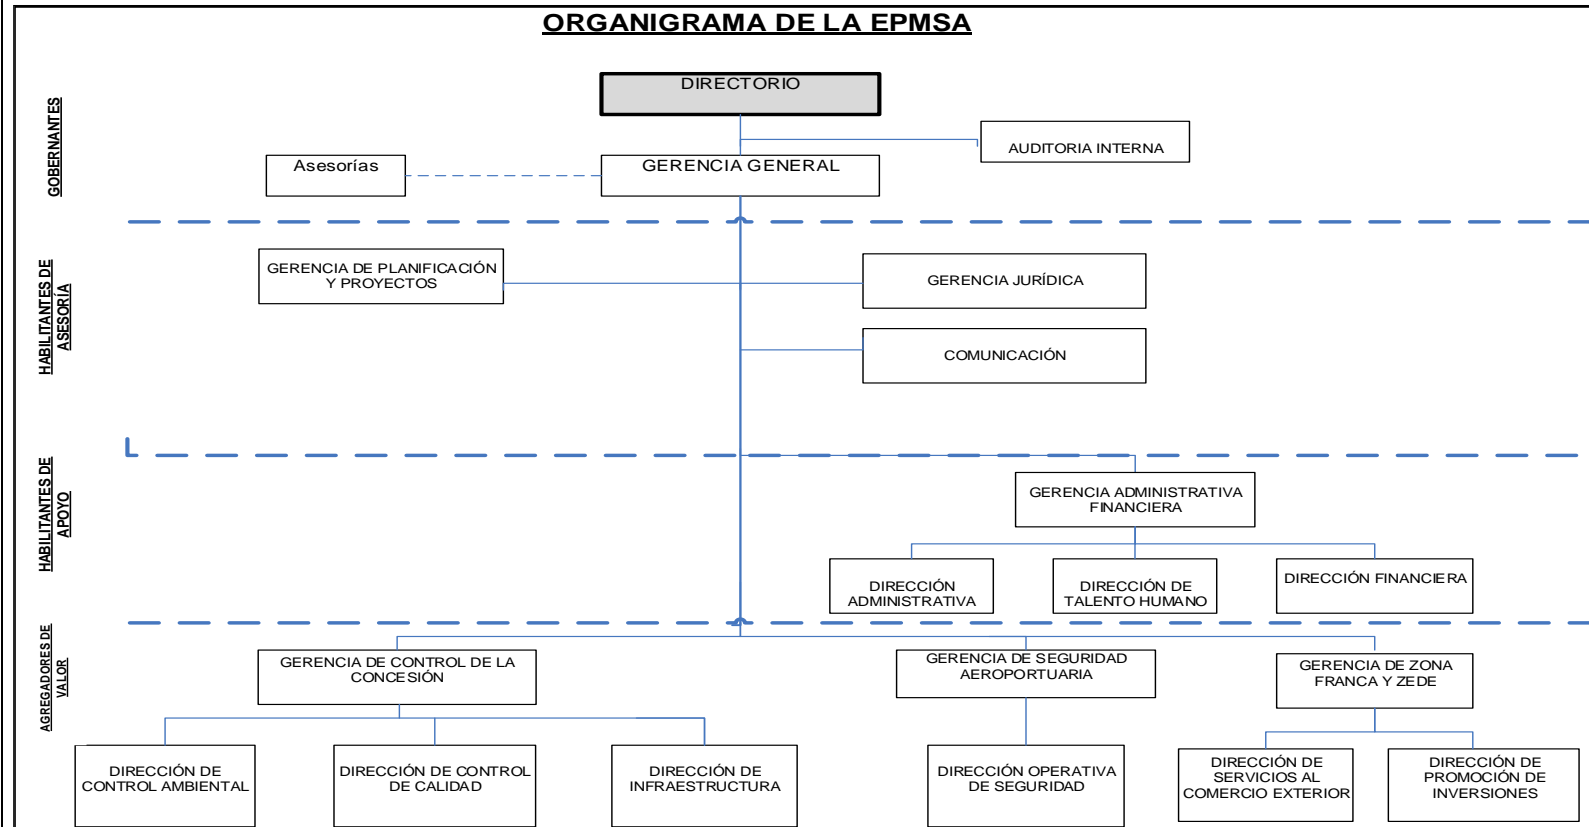 ORGANIGRAMA DE LA EPMSA
GOBERNANTES
DIRECTORIO
AUDITORIA INTERNA
Asesorías
GERENCIA GENERAL
HABILITANTES DE
ASESORÍA
GERENCIA DE PLANIFICACIÓN
Y PROYECTOS
GERENCIA JURÍDICA
COMUNICACIÓN
HABILITANTES DE
APOYO
GERENCIA ADMINISTRATIVA
FINANCIERA
DIRECCIÓN
ADMINISTRATIVA
DIRECCIÓN DE
TALENTO HUMANO
DIRECCIÓN FINANCIERA
AGREGADORES DE
VALOR
GERENCIA DE CONTROL DE LA
CONCESIÓN
GERENCIA DE SEGURIDAD
AEROPORTUARIA
GERENCIA DE ZONA
FRANCA Y ZEDE
DIRECCIÓN DE
CONTROL AMBIENTAL
DIRECCIÓN DE CONTROL
DE CALIDAD
DIRECCIÓN DE
INFRAESTRUCTURA
DIRECCIÓN OPERATIVA
DE SEGURIDAD
DIRECCIÓN DE
SERVICIOS AL
COMERCIO EXTERIOR
DIRECCIÓN DE
PROMOCIÓN DE
INVERSIONES